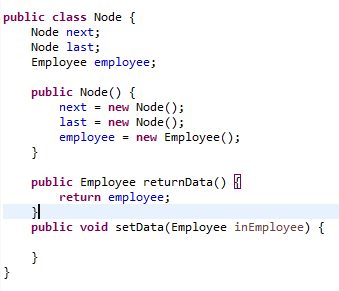 public class Node {
    Node next;
    Node last;
    Employee employee;
    public Node() {
        next = new Node();
        last = new Node();
        employee = new Employee();
    }
    public Employee returnData() {
        return employee;
    }
    public void setData(Employee inEmployee) {
    }
}